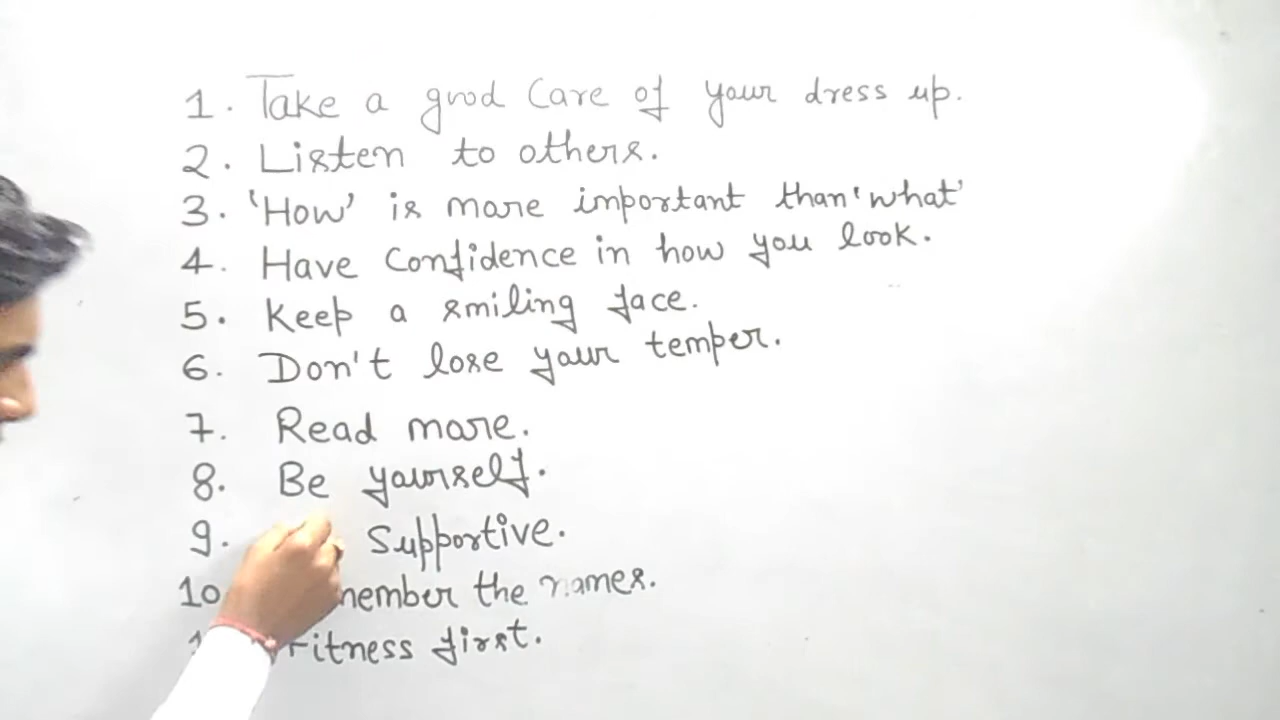 1. Take a good Care of your dress up.
2. Listen to others.
3. 'How' is more important than 'what'
4. Have Confidence in how you look.
5. Keep a smiling face.
6. Don't lose your temper.
7. Read more.
8. Be yourself.
9. Supportive.
10 member the names.
1 Fitness first.